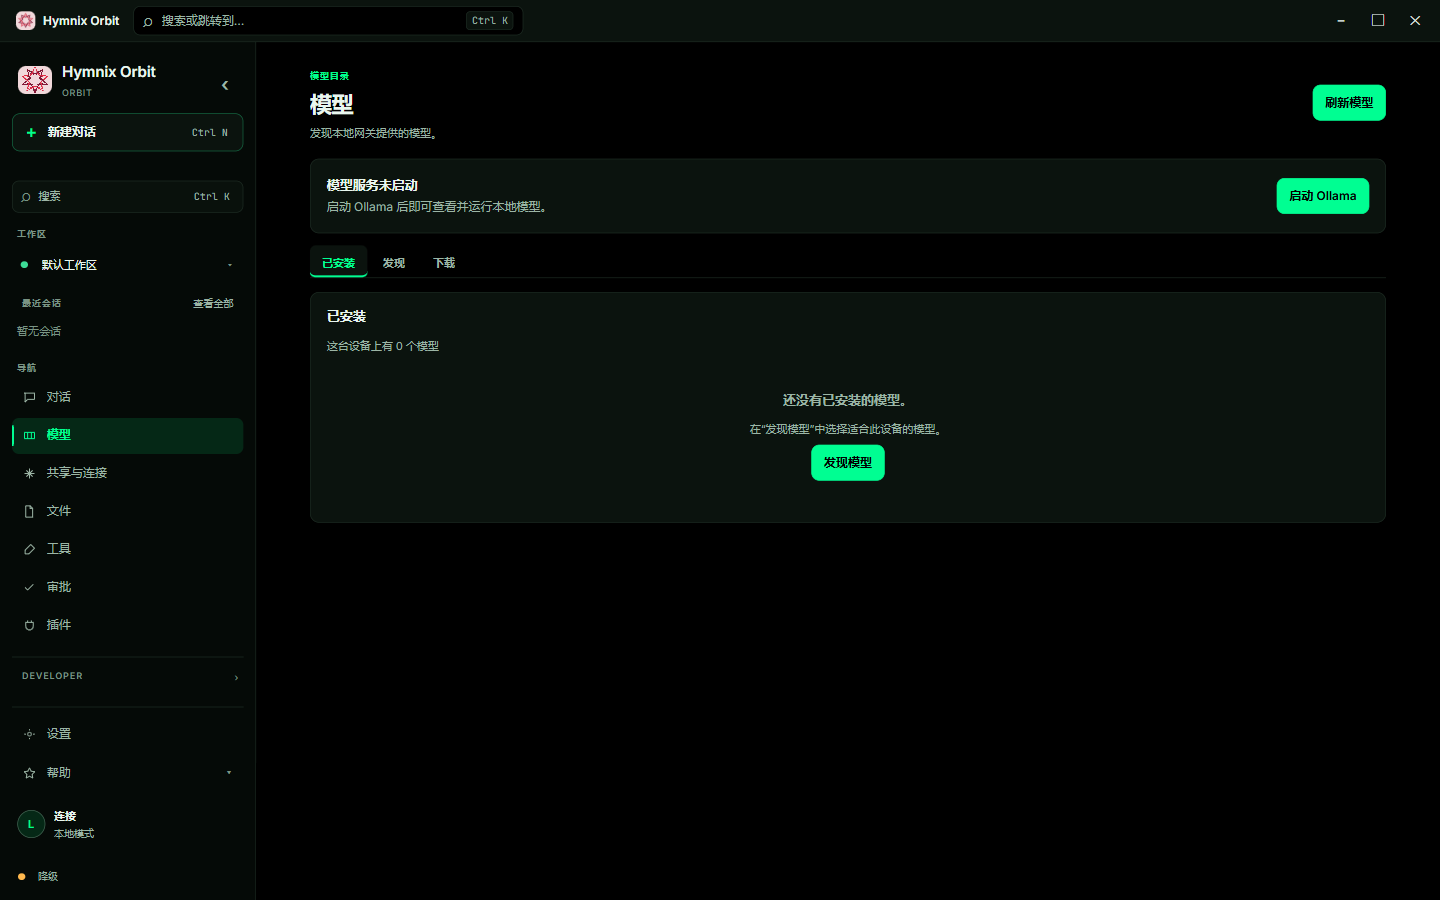 Hymnix Orbit
搜索或跳转到...
Ctrl K
Hymnix Orbit
ORBIT
新建对话
Ctrl N
搜索
Ctrl K
工作区
默认工作区
最近会话
查看全部
暂无会话
导航
对话
模型
共享与连接
文件
工具
审批
插件
DEVELOPER
设置
帮助
L
连接
本地模式
降级
模型目录
模型
发现本地网关提供的模型。
刷新模型
模型服务未启动
启动 Ollama 后即可查看并运行本地模型。
启动 Ollama
已安装
发现
下载
已安装
这台设备上有 0 个模型
还没有已安装的模型。
在“发现模型”中选择适合此设备的模型。
发现模型